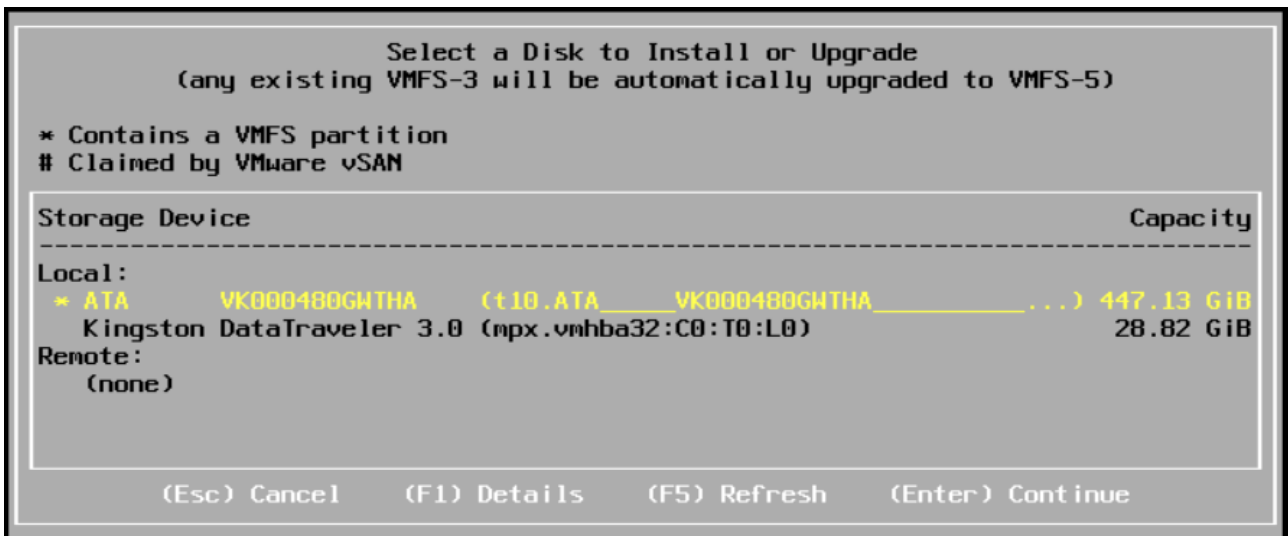 Select a Disk to Install or Upgrade
(any existing VMFS-3 will be automatically upgraded to VMFS-5)
* Contains a VMFS partition
# Claimed by VMware vSAN
Storage Device Capacity
--------------------------------------------------------------------------------
Local:
* ATA VK000480GWTHA (t10.ATA_____VK000480GWTHA__________...) 447.13 GiB
Kingston DataTraveler 3.0 (mpx.vmhba32:C0:T0:L0) 28.82 GiB
Remote:
(none)
(Esc) Cancel (F1) Details (F5) Refresh (Enter) Continue